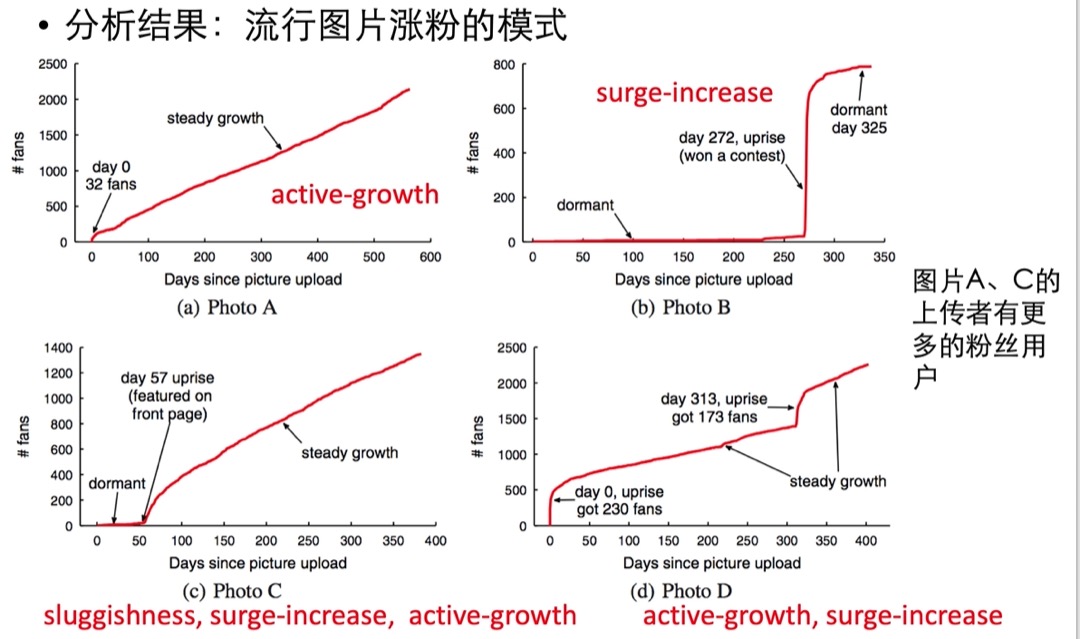 • 分析结果：流行图片涨粉的模式
2500
2000
1500
1000
500
0
# fans
steady growth
day 0
32 fans
active-growth
0 100 200 300 400 500 600
Days since picture upload
(a) Photo A
800
600
400
200
0
# fans
surge-increase
dormant
day 325
day 272, uprise
(won a contest)
dormant
0 50 100 150 200 250 300 350
Days since picture upload
(b) Photo B
图片A、C的
上传者有更
多的粉丝用
户
1400
1200
1000
800
600
400
200
0
# fans
day 57 uprise
(featured on
front page)
steady growth
dormant
0 50 100 150 200 250 300 350 400
Days since picture upload
(c) Photo C
sluggishness, surge-increase, active-growth
2500
2000
1500
1000
500
0
# fans
day 313, uprise
got 173 fans
steady growth
day 0, uprise
got 230 fans
0 50 100 150 200 250 300 350 400
Days since picture upload
(d) Photo D
active-growth, surge-increase